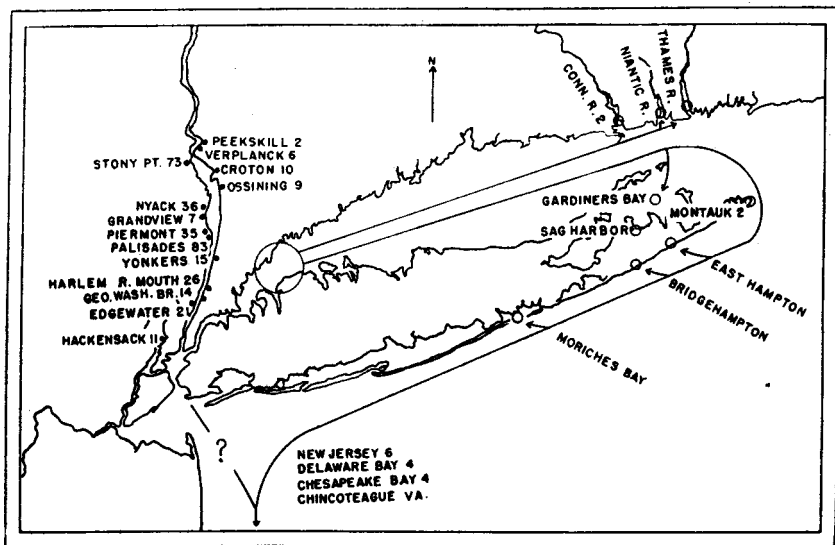 N
CONN. R. 2
NIANTIC R.
THAMES R.
PEEKSKILL 2
VERPLANCK 6
STONY PT. 73
CROTON 10
OSSINING 9
NYACK 36
GRANDVIEW 7
PIERMONT 35
PALISADES 83
YONKERS 15
HARLEM R. MOUTH 26
GEO. WASH. BR. 14
EDGEWATER 21
HACKENSACK 11
GARDINERS BAY
MONTAUK 2
SAG HARBOR
EAST HAMPTON
BRIDGEHAMPTON
MORICHES BAY
?
NEW JERSEY 6
DELAWARE BAY 4
CHESAPEAKE BAY 4
CHINCOTEAGUE VA.